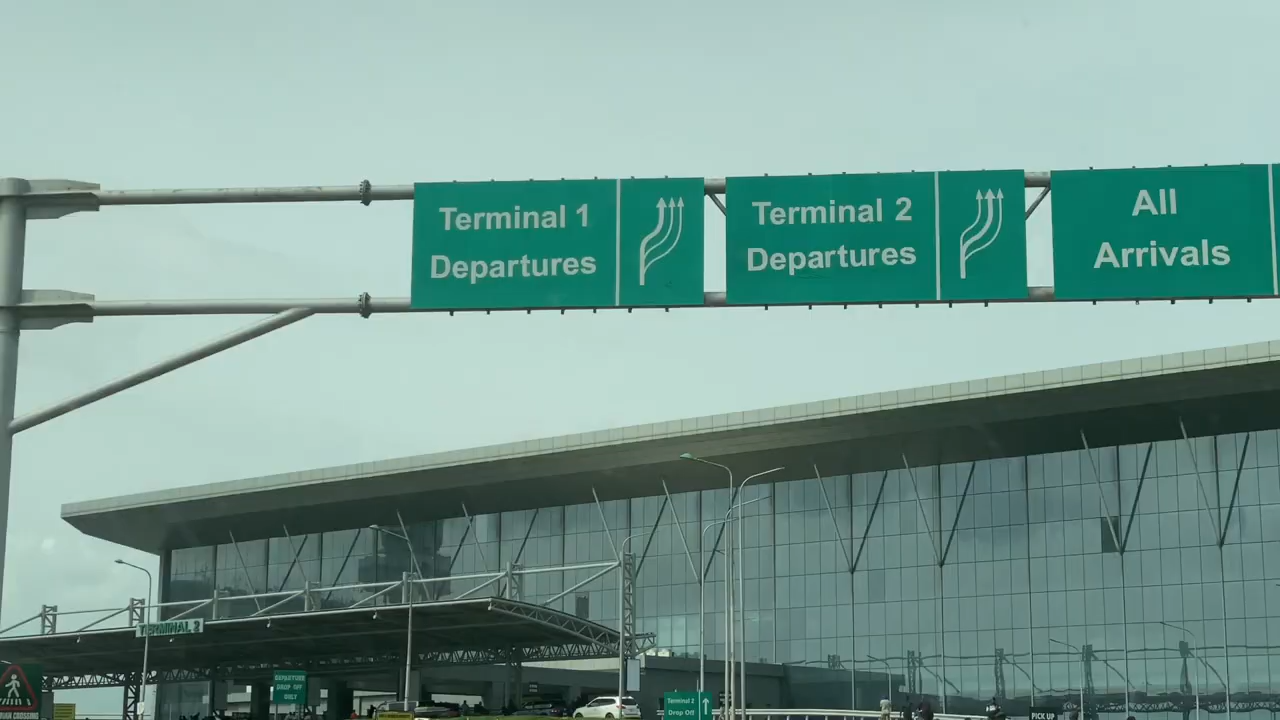 Terminal 1
Departures
Terminal 2
Departures
All
Arrivals
TERMINAL 2
DEPARTURE
DROP OFF
ONLY
Terminal 2
Drop Off
PICK UP